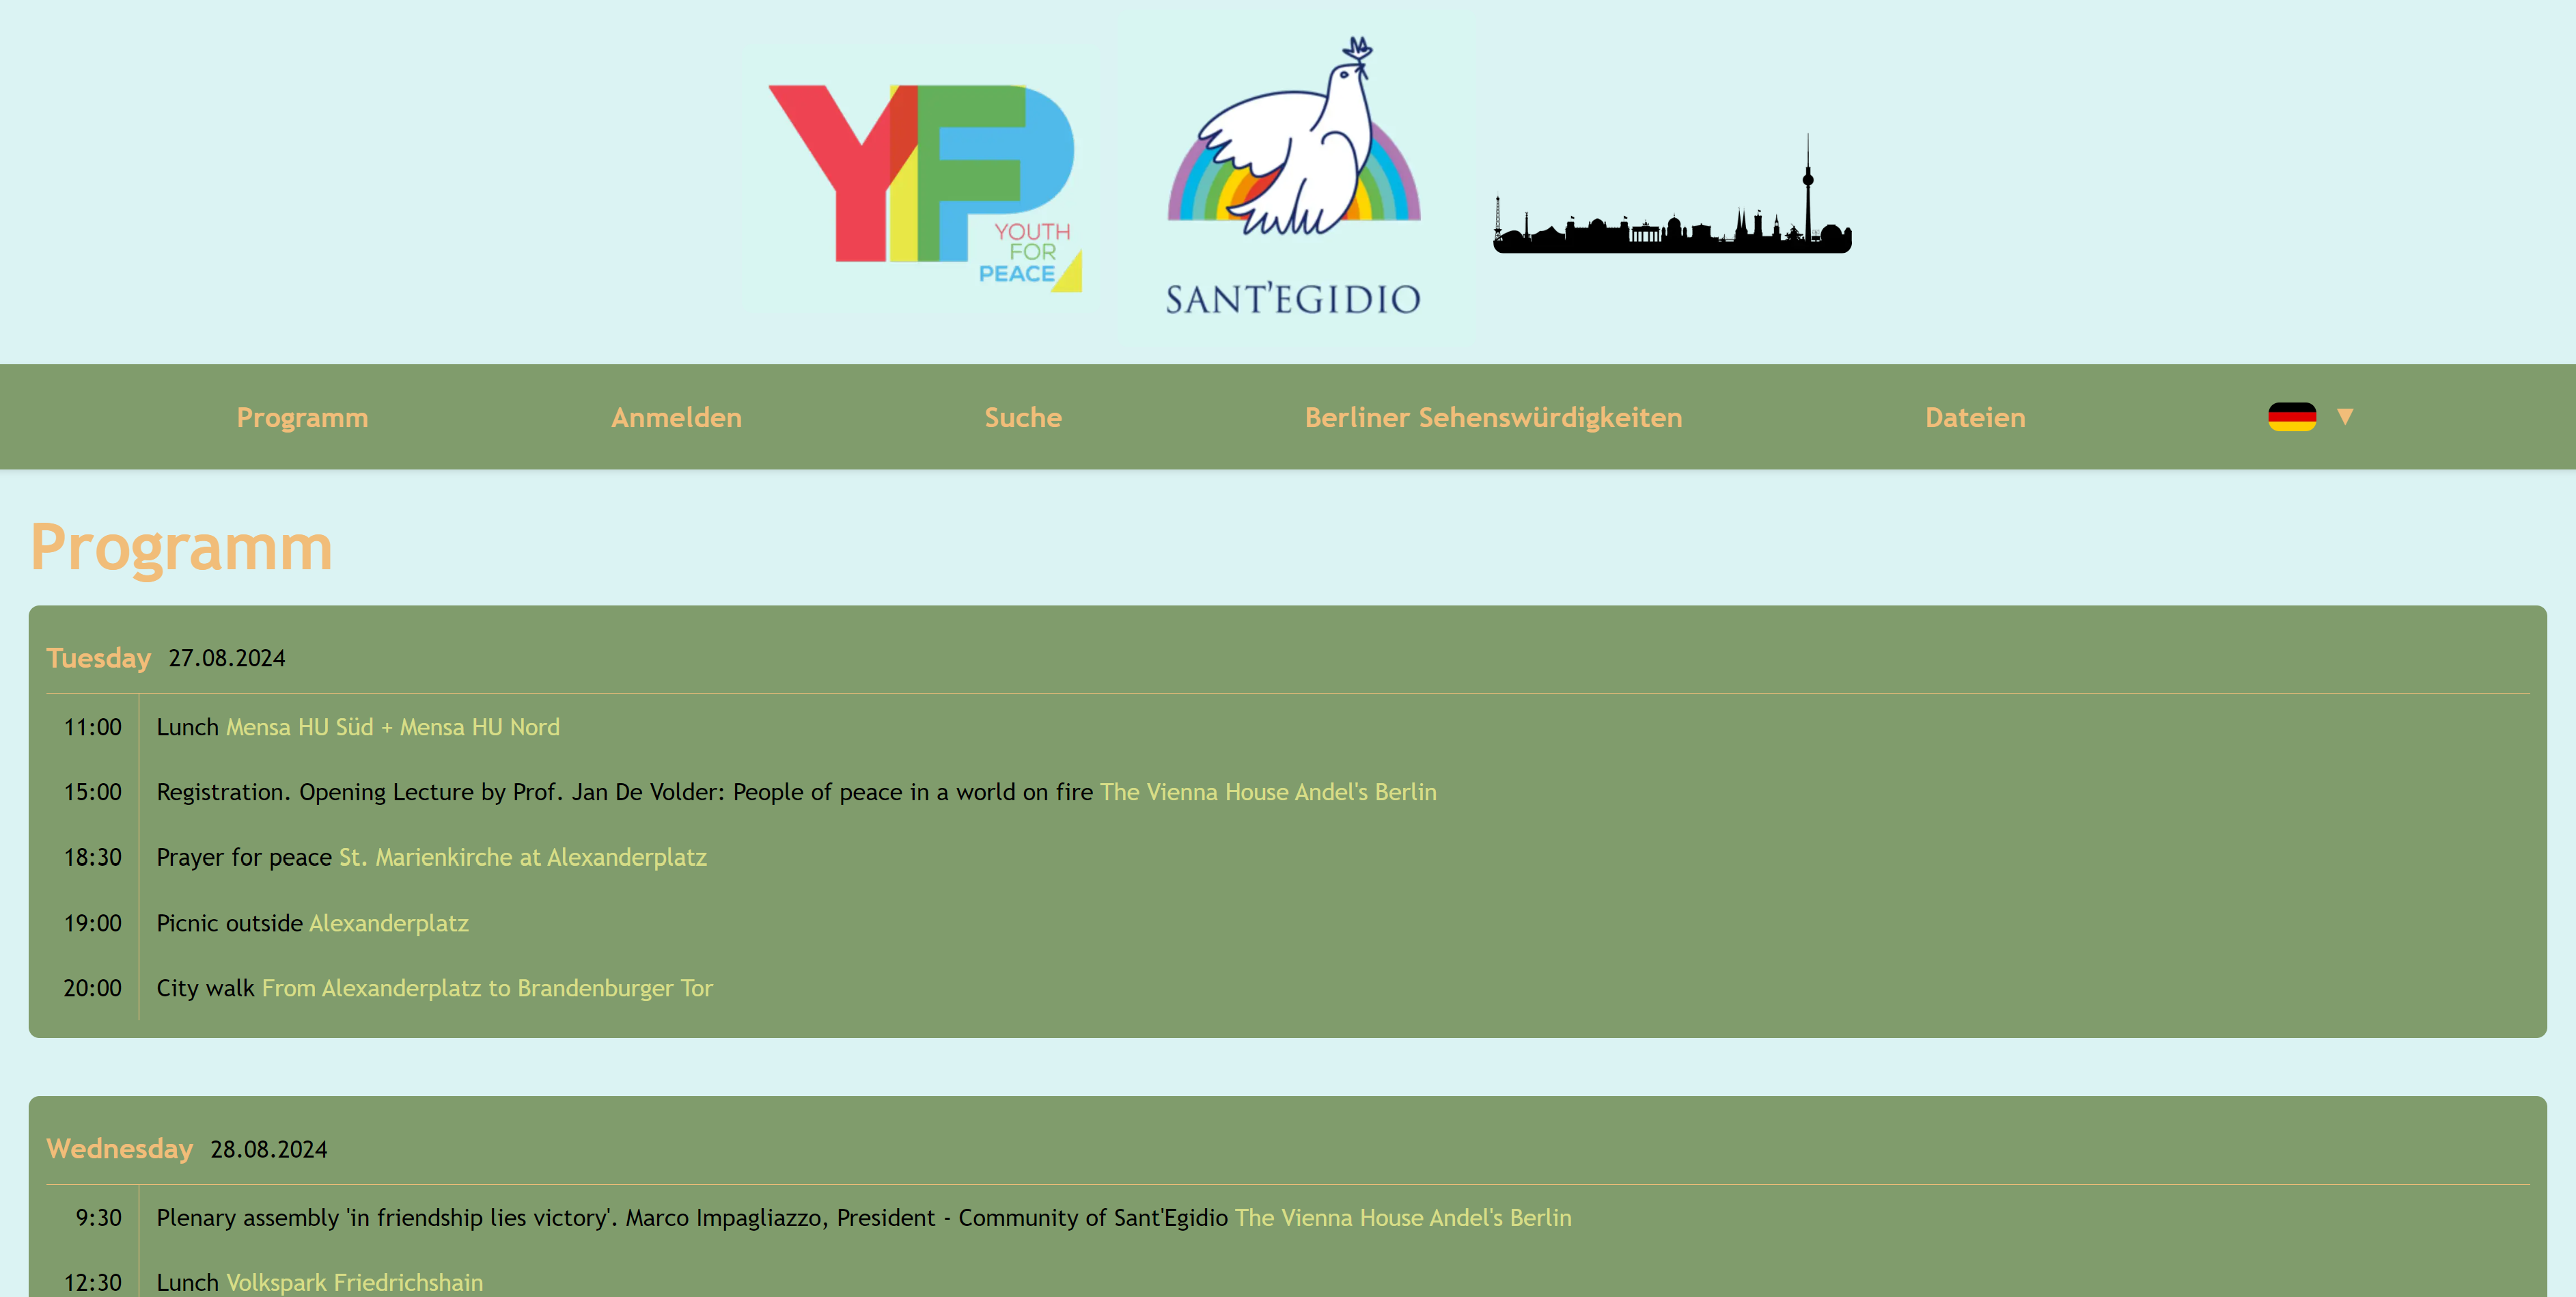 YFP
YOUTH
FOR
PEACE
SANT'EGIDIO
Programm Anmelden Suche Berliner Sehenswürdigkeiten Dateien ▼
Programm
Tuesday 27.08.2024
11:00 Lunch Mensa HU Süd + Mensa HU Nord
15:00 Registration. Opening Lecture by Prof. Jan De Volder: People of peace in a world on fire The Vienna House Andel's Berlin
18:30 Prayer for peace St. Marienkirche at Alexanderplatz
19:00 Picnic outside Alexanderplatz
20:00 City walk From Alexanderplatz to Brandenburger Tor
Wednesday 28.08.2024
9:30 Plenary assembly 'in friendship lies victory'. Marco Impagliazzo, President - Community of Sant'Egidio The Vienna House Andel's Berlin
12:30 Lunch Volkspark Friedrichshain